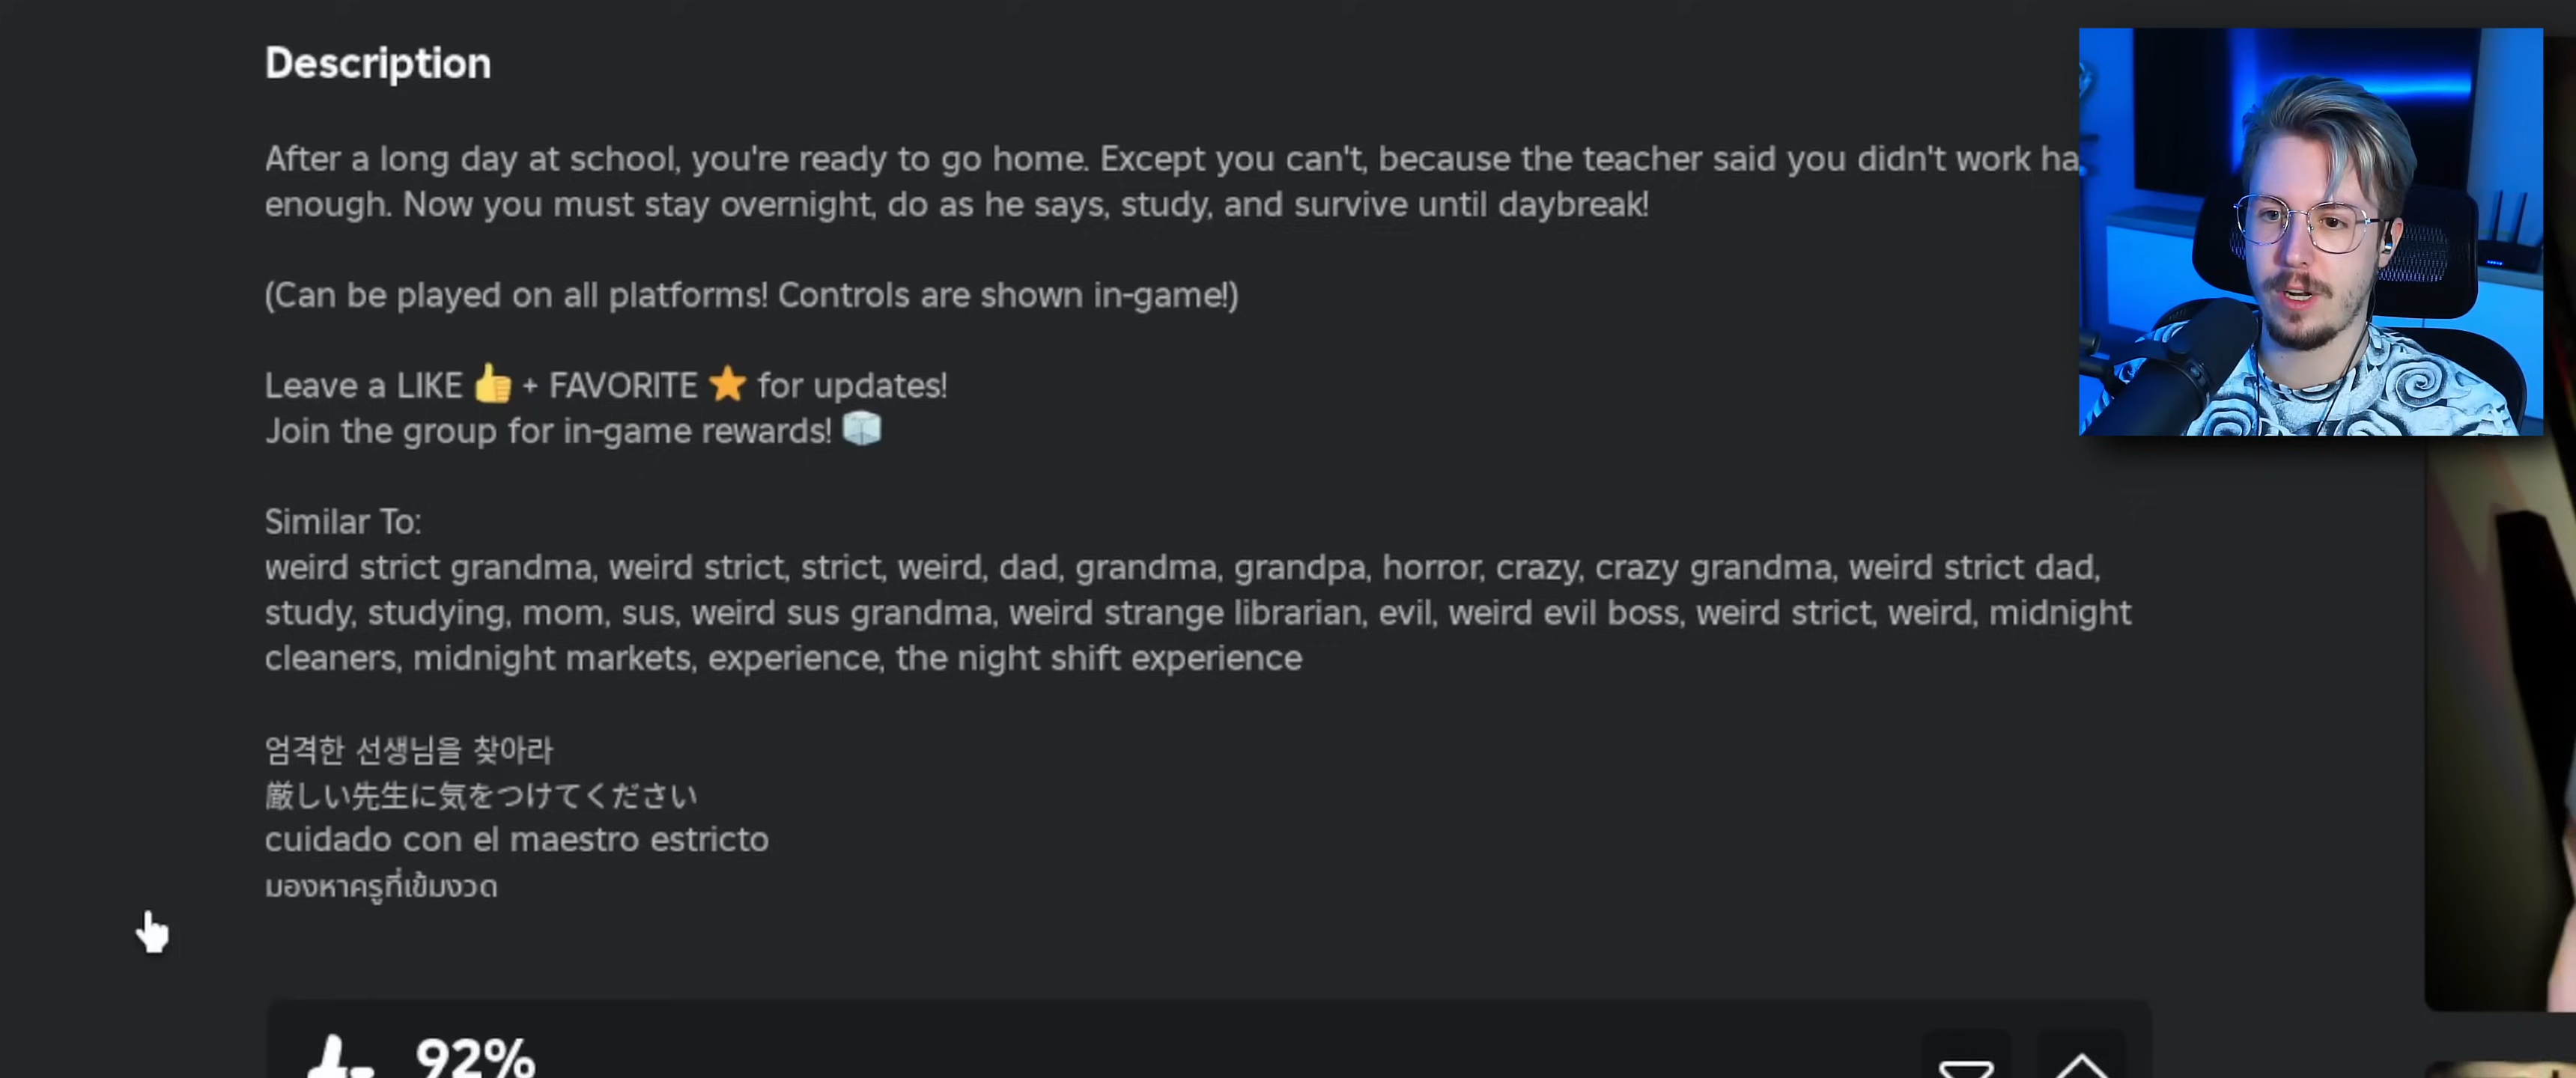 Description
After a long day at school, you're ready to go home. Except you can't, because the teacher said you didn't work
enough. Now you must stay overnight, do as he says, study, and survive until daybreak!
(Can be played on all platforms! Controls are shown in-game!)
Leave a LIKE 👍 + FAVORITE ⭐ for updates!
Join the group for in-game rewards! 🧊
Similar To:
weird strict grandma, weird strict, strict, weird, dad, grandma, grandpa, horror, crazy, crazy grandma, weird strict dad,
study, studying, mom, sus, weird sus grandma, weird strange librarian, evil, weird evil boss, weird strict, weird, midnight
cleaners, midnight markets, experience, the night shift experience
엄격한 선생님을 찾아라
厳しい先生に気をつけてください
cuidado con el maestro estricto
มองหาครูที่เข้มงวด
92%